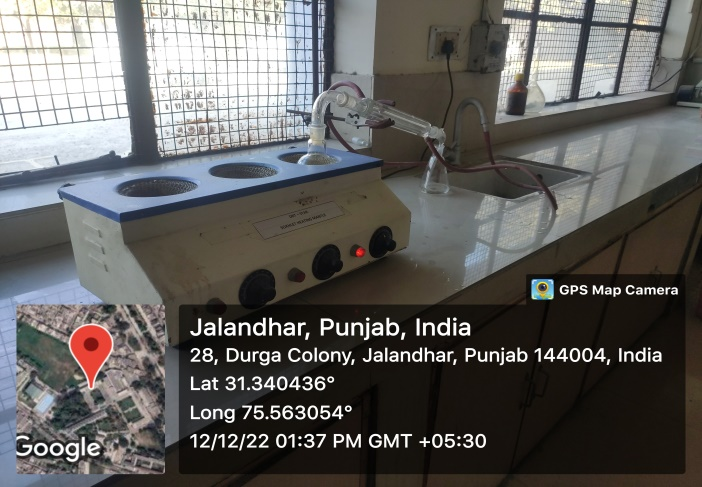 GPS Map Camera
Jalandhar, Punjab, India
28, Durga Colony, Jalandhar, Punjab 144004, India
Lat 31.340436°
Long 75.563054°
12/12/22 01:37 PM GMT +05:30
Google